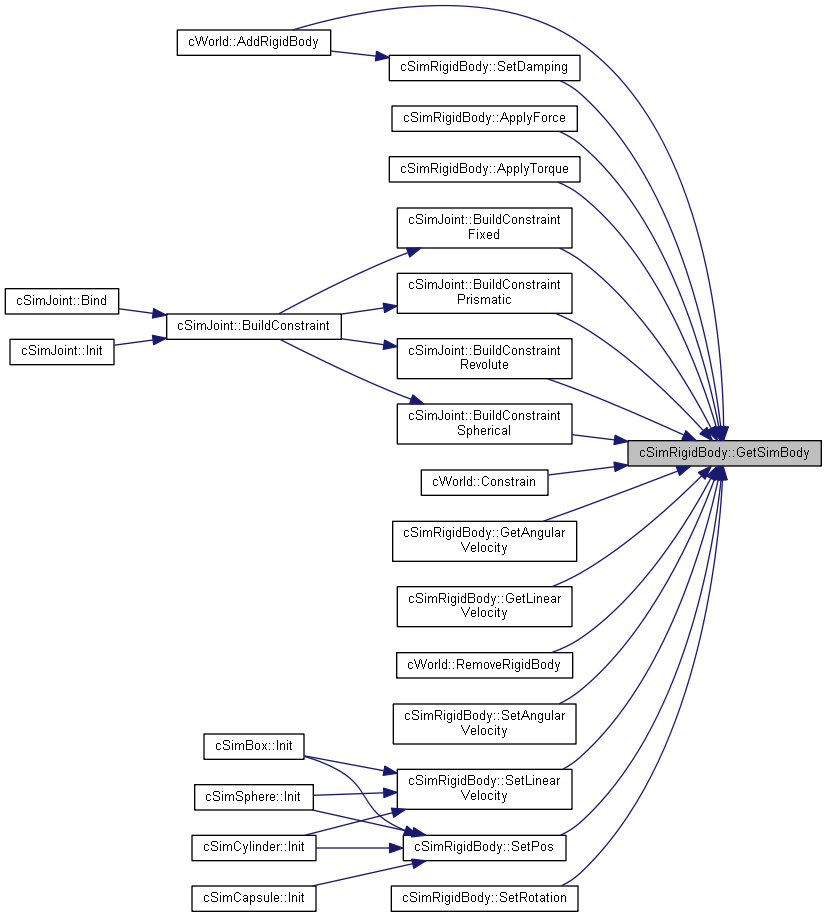 cWorld::AddRigidBody
cSimRigidBody::SetDamping
cSimRigidBody::ApplyForce
cSimRigidBody::ApplyTorque
cSimJoint::BuildConstraint
Fixed
cSimJoint::BuildConstraint
Prismatic
cSimJoint::Bind
cSimJoint::BuildConstraint
cSimJoint::Init
cSimJoint::BuildConstraint
Revolute
cSimJoint::BuildConstraint
Spherical
cSimRigidBody::GetSimBody
cWorld::Constrain
cSimRigidBody::GetAngular
Velocity
cSimRigidBody::GetLinear
Velocity
cWorld::RemoveRigidBody
cSimRigidBody::SetAngular
Velocity
cSimBox::Init
cSimRigidBody::SetLinear
Velocity
cSimSphere::Init
cSimCylinder::Init
cSimRigidBody::SetPos
cSimCapsule::Init
cSimRigidBody::SetRotation